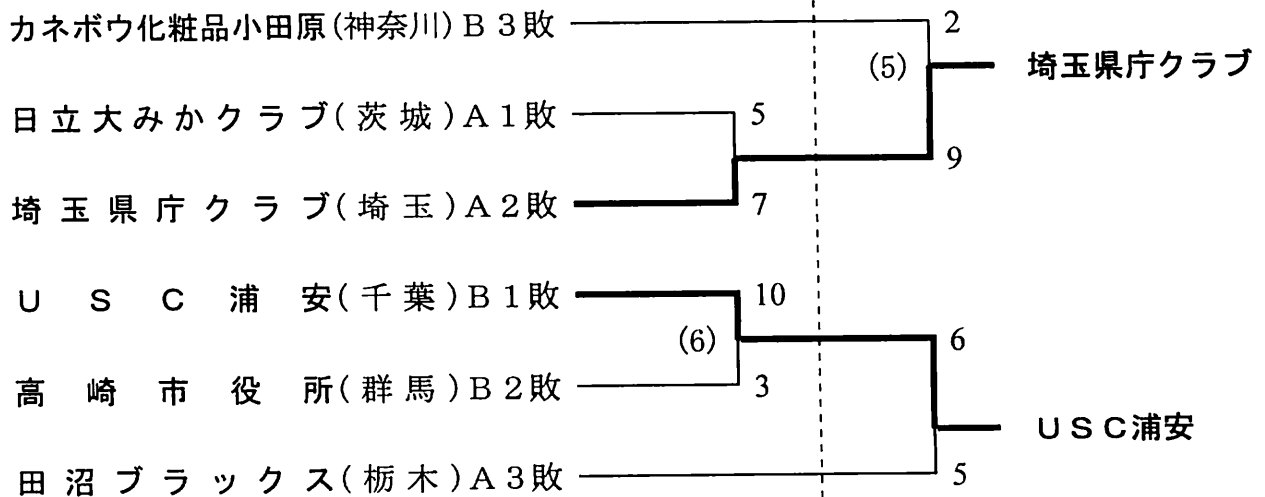 カネボウ化粧品小田原(神奈川)B3敗 2
(5) 埼玉県庁クラブ
日立大みかクラブ(茨城)A1敗 5
9
埼玉県庁クラブ(埼玉)A2敗 7
USC浦安(千葉)B1敗 10
(6) 6
高崎市役所(群馬)B2敗 3
USC浦安
田沼ブラックス(栃木)A3敗 5